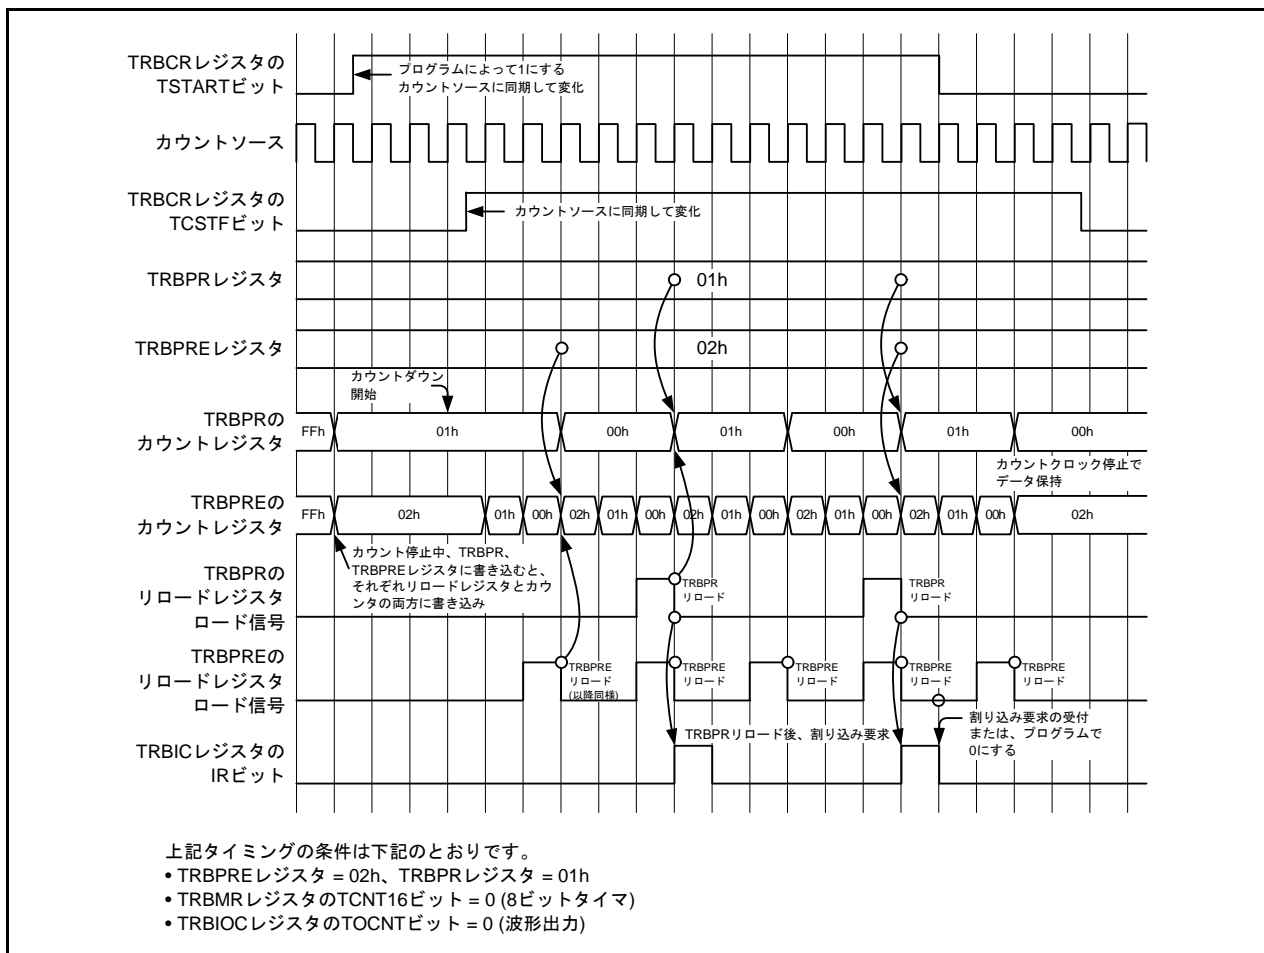 TRBCRレジスタの
TSTARTビット
プログラムによって1にする
カウントソースに同期して変化
カウントソース
TRBCRレジスタの
TCSTFビット
カウントソースに同期して変化
TRBPRレジスタ
01h
TRBPREレジスタ
02h
カウントダウン
開始
TRBPRの
カウントレジスタ
FFh 01h 00h 01h 00h 01h 00h
カウントクロック停止で
データ保持
TRBPREの
カウントレジスタ
FFh 02h 01h 00h 02h 01h 00h 02h 01h 00h 02h 01h 00h 02h 01h 00h 02h
カウント停止中、TRBPR、
TRBPREレジスタに書き込むと、
それぞれリロードレジスタとカウ
ンタの両方に書き込み
TRBPRの
リロードレジスタ
ロード信号
TRBPR
リロード
TRBPR
リロード
TRBPREの
リロードレジスタ
ロード信号
TRBPRE
リロード
(以降同様)
TRBPRE
リロード
TRBPRE
リロード
TRBPRE
リロード
TRBPRE
リロード
TRBICレジスタの
IRビット
TRBPRリロード後、割り込み要求
割り込み要求の受付
または、プログラムで
0にする
上記タイミングの条件は下記のとおりです。
• TRBPREレジスタ = 02h、TRBPRレジスタ = 01h
• TRBMRレジスタのTCNT16ビット = 0 (8ビットタイマ)
• TRBIOCレジスタのTOCNTビット = 0 (波形出力)